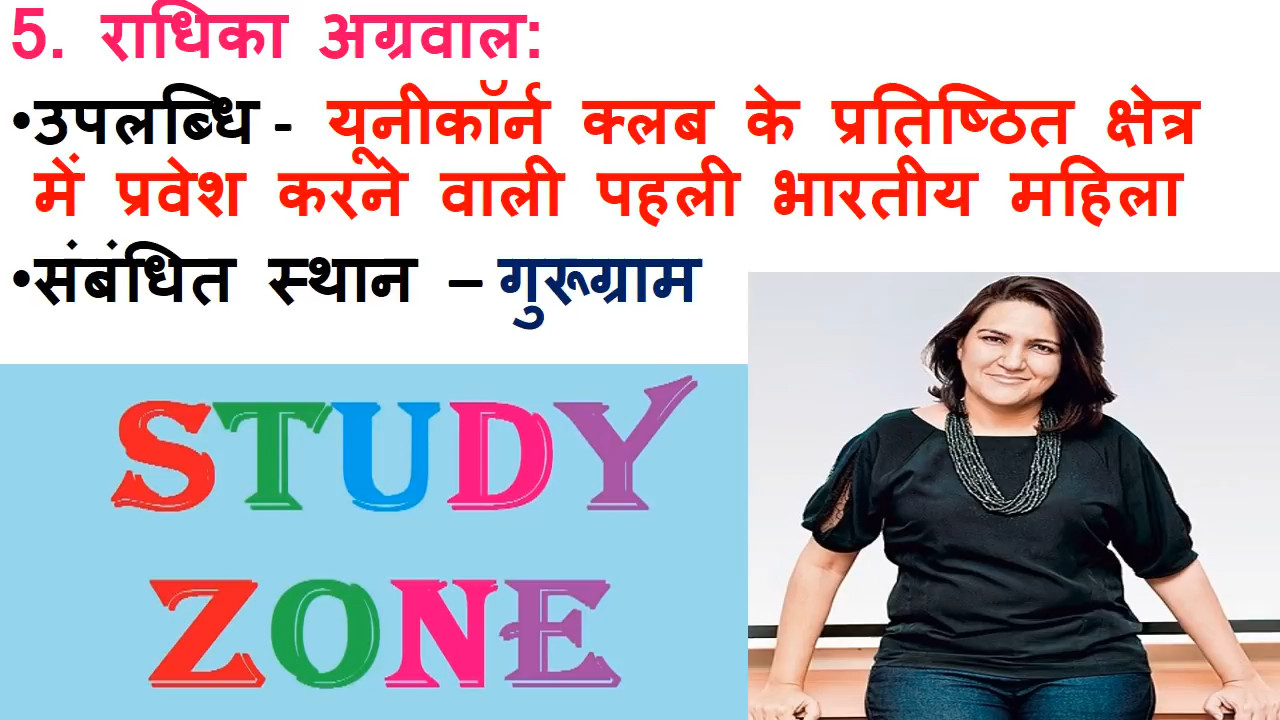 5. राधिका अग्रवाल:
•उपलब्धि - यूनीकॉर्न क्लब के प्रतिष्ठित क्षेत्र
में प्रवेश करने वाली पहली भारतीय महिला
•संबंधित स्थान – गुरूग्राम
STUDY
ZONE